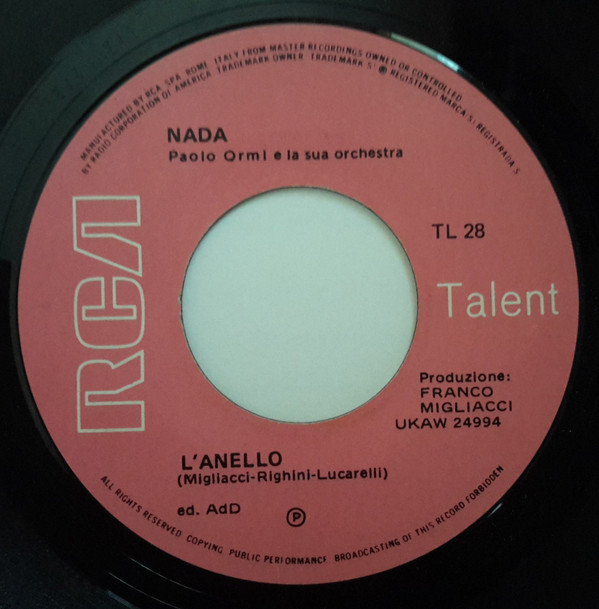 MANUFACTURED BY RCA, SPA, ROME, ITALY FROM MASTER RECORDINGS OWNED OR CONTROLLED
BY RADIO CORPORATION OF AMERICA. TRADEMARK OWNER. TRADEMARK S: ® REGISTERED MARCA S: REGISTRADA S
NADA
Paolo Ormi e la sua orchestra
RCA
TL 28
Talent
Produzione:
FRANCO
MIGLIACCI
UKAW 24994
L'ANELLO
(Migliacci-Righini-Lucarelli)
ed. AdD
℗
ALL RIGHTS RESERVED. COPYING, PUBLIC PERFORMANCE, BROADCASTING OF THIS RECORD FORBIDDEN